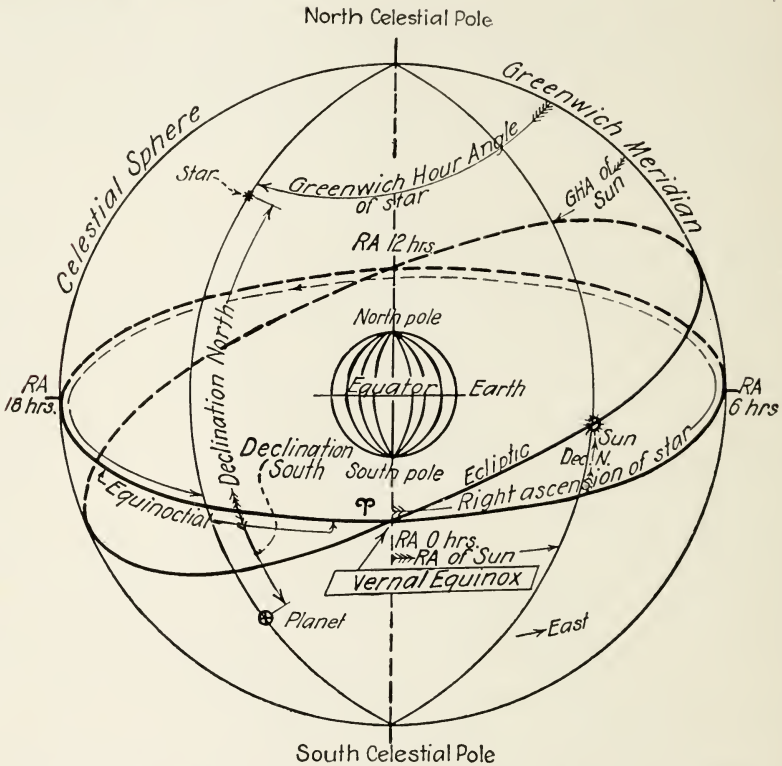 North Celestial Pole
Celestial Sphere
Greenwich Meridian
Star
Greenwich Hour Angle
of star
GHA of
Sun
RA 12 hrs.
North pole
Equator
Earth
South pole
RA
18 hrs.
RA
6 hrs
Declination North
Declination
South
Sun
Dec. N.
Ecliptic
Right ascension of star
Equinoctial
♈
RA 0 hrs.
RA of Sun
Vernal Equinox
Planet
East
South Celestial Pole